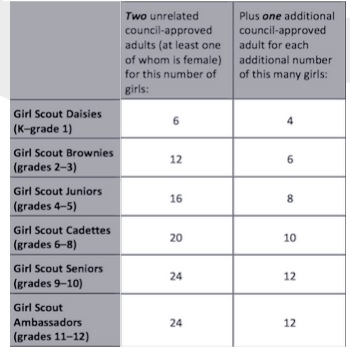 Two unrelated
council-approved
adults (at least one
of whom is female)
for this number of
girls:
Plus one additional
council-approved
adult for each
additional number
of this many girls:
Girl Scout Daisies
(K–grade 1)
6
4
Girl Scout Brownies
(grades 2–3)
12
6
Girl Scout Juniors
(grades 4–5)
16
8
Girl Scout Cadettes
(grades 6–8)
20
10
Girl Scout Seniors
(grades 9–10)
24
12
Girl Scout
Ambassadors
(grades 11–12)
24
12